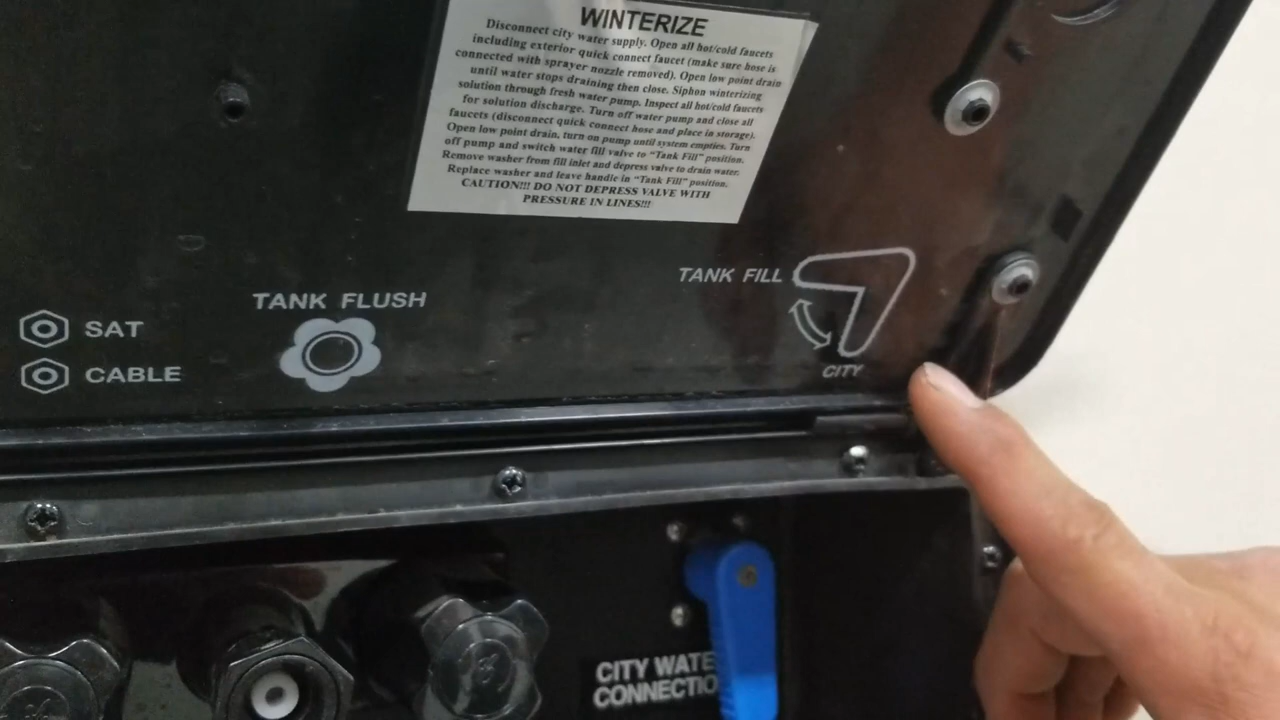 WINTERIZE
Disconnect city water supply. Open all hot/cold faucets
including exterior quick connect faucet (make sure hose is
connected with sprayer nozzle removed). Open low point drain
until water stops draining then close. Siphon winterizing
solution through fresh water pump. Inspect all hot/cold faucets
for solution discharge. Turn off water pump and close all
faucets (disconnect quick connect hose and place in storage).
Open low point drain, turn on pump until system empties. Turn
off pump and switch water fill valve to "Tank Fill" position.
Remove washer from fill inlet and depress valve to drain water.
Replace washer and leave handle in "Tank Fill" position.
CAUTION!!! DO NOT DEPRESS VALVE WITH
PRESSURE IN LINES!!!
TANK FILL
CITY
TANK FLUSH
SAT
CABLE
CITY WATE
CONNECTIO